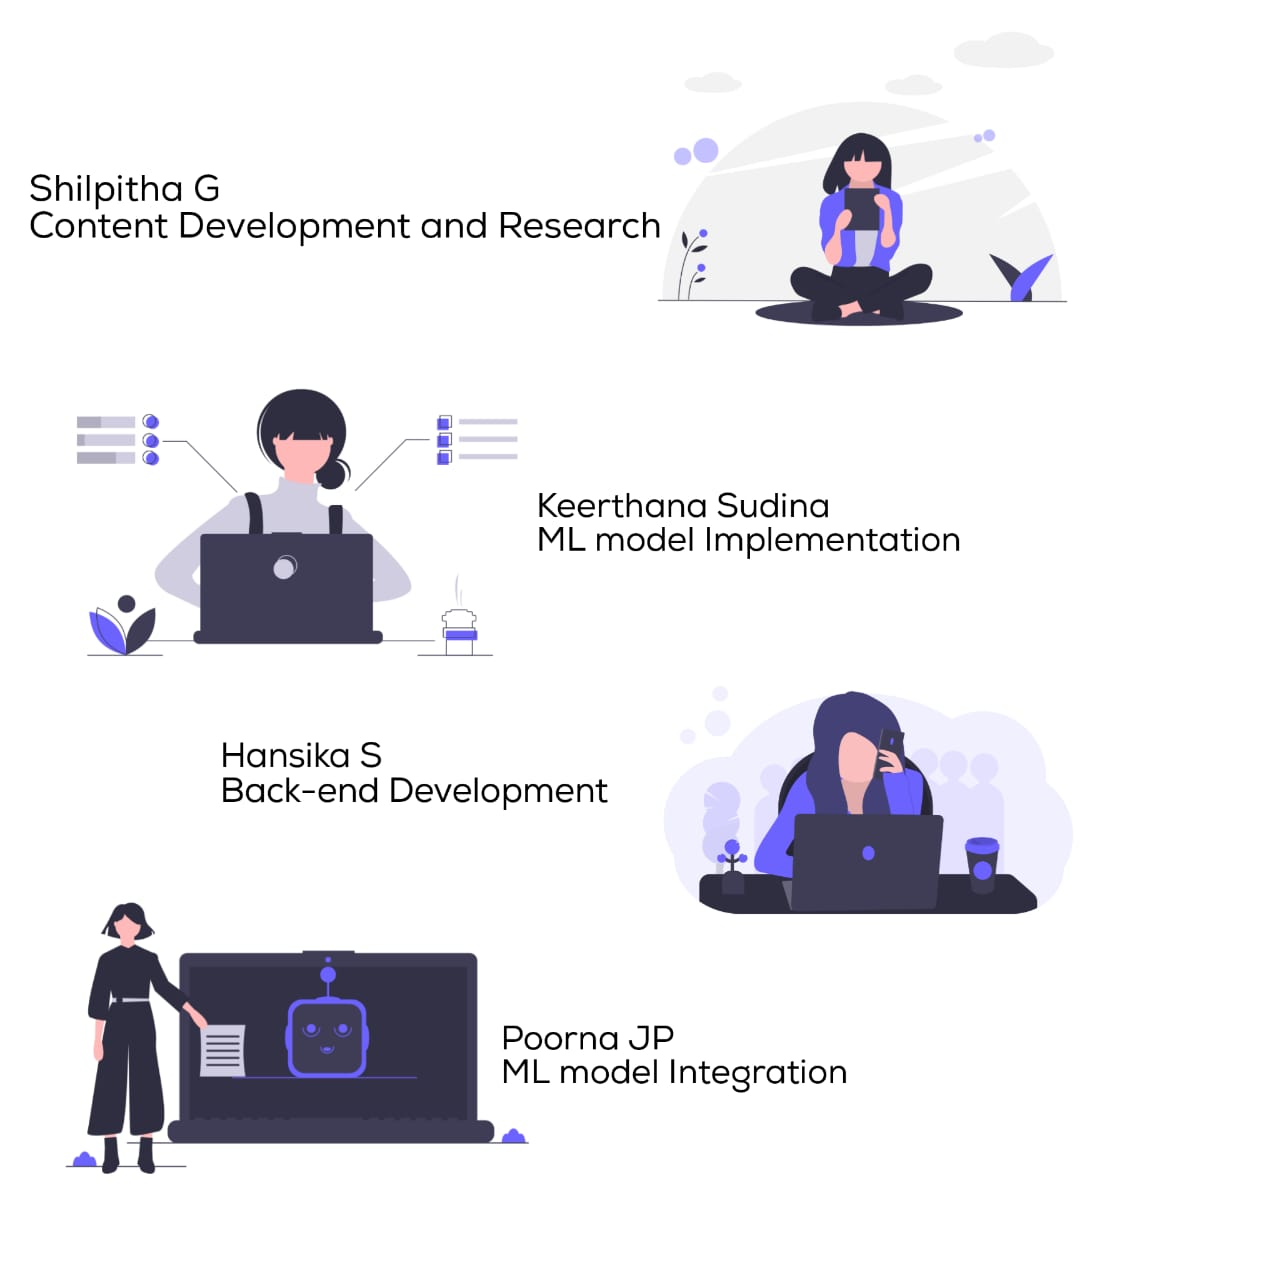 Shilpitha G
Content Development and Research
Keerthana Sudina
ML model Implementation
Hansika S
Back-end Development
Poorna JP
ML model Integration